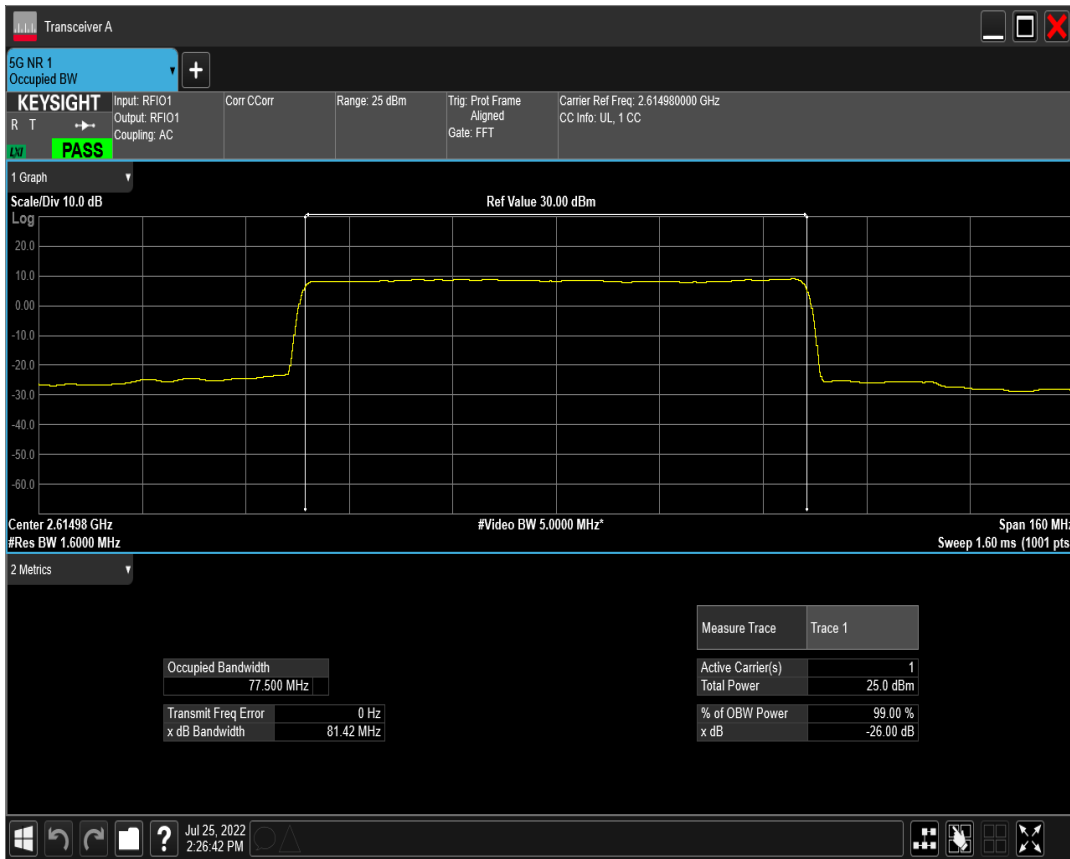 Transceiver A
5G NR 1
Occupied BW
+
KEYSIGHT
R T
LXI
PASS
Input: RFIO1
Output: RFIO1
Coupling: AC
Corr CCorr
Range: 25 dBm
Trig: Prot Frame
Aligned
Gate: FFT
Carrier Ref Freq: 2.614980000 GHz
CC Info: UL, 1 CC
1 Graph
Scale/Div 10.0 dB
Ref Value 30.00 dBm
Log
20.0
10.0
0.00
-10.0
-20.0
-30.0
-40.0
-50.0
-60.0
Center 2.61498 GHz
#Video BW 5.0000 MHz*
Span 160 MHz
#Res BW 1.6000 MHz
Sweep 1.60 ms (1001 pts
2 Metrics
Measure Trace Trace 1
Occupied Bandwidth
77.500 MHz
Active Carrier(s) 1
Total Power 25.0 dBm
Transmit Freq Error 0 Hz
x dB Bandwidth 81.42 MHz
% of OBW Power 99.00 %
x dB -26.00 dB
?
Jul 25, 2022
2:26:42 PM